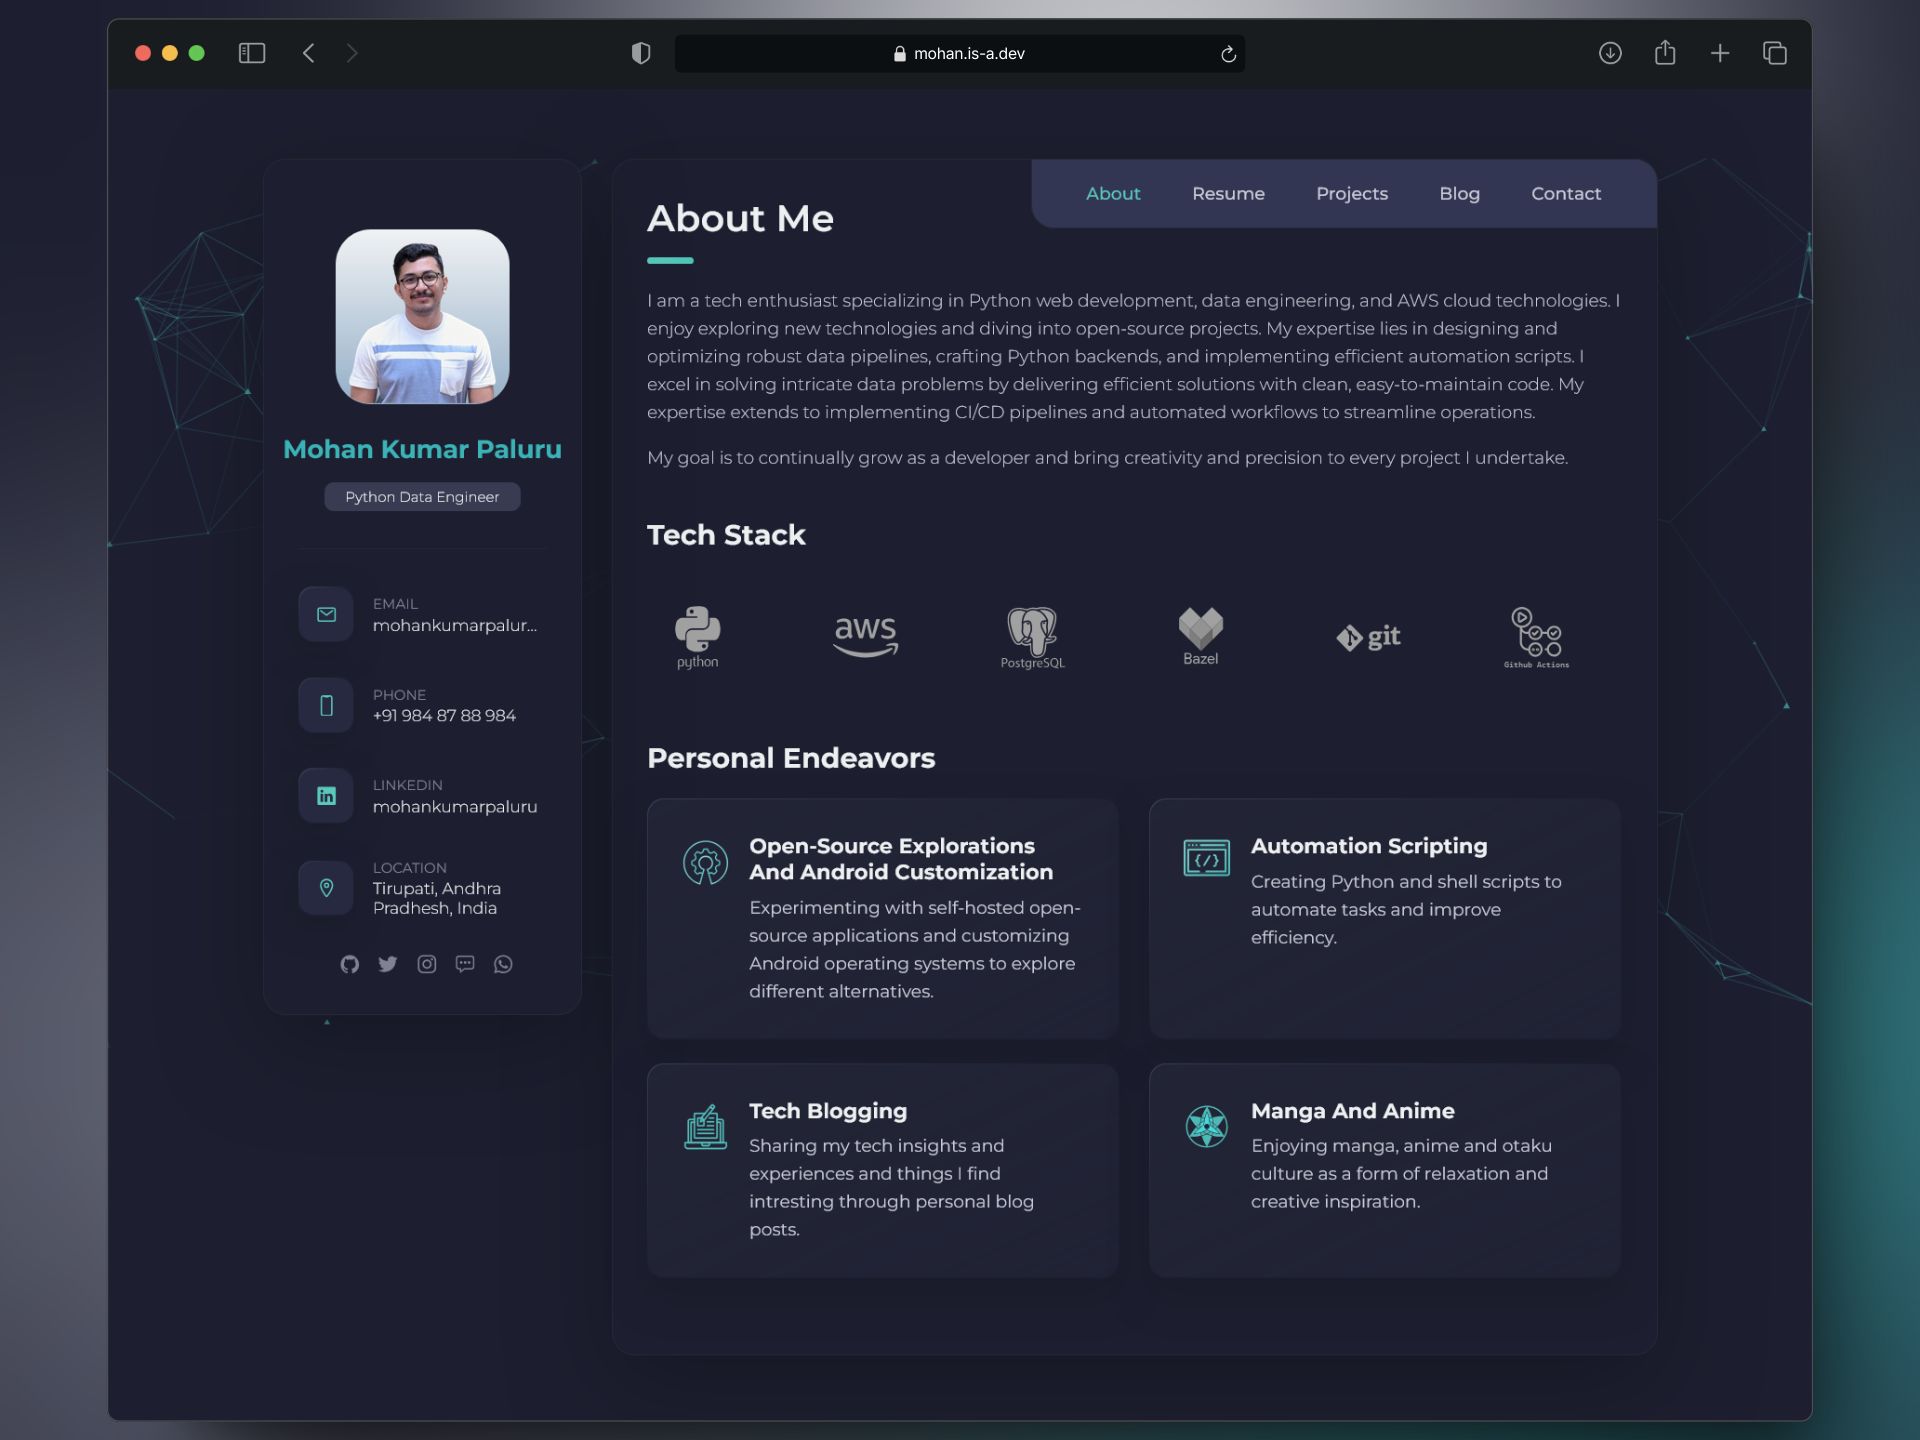 mohan.is-a.dev
Mohan Kumar Paluru
Python Data Engineer
EMAIL
mohankumarpalur...
PHONE
+91 984 87 88 984
LINKEDIN
mohankumarpaluru
LOCATION
Tirupati, Andhra
Pradhesh, India
About
Resume
Projects
Blog
Contact
About Me
I am a tech enthusiast specializing in Python web development, data engineering, and AWS cloud technologies. I
enjoy exploring new technologies and diving into open-source projects. My expertise lies in designing and
optimizing robust data pipelines, crafting Python backends, and implementing efficient automation scripts. I
excel in solving intricate data problems by delivering efficient solutions with clean, easy-to-maintain code. My
expertise extends to implementing CI/CD pipelines and automated workflows to streamline operations.
My goal is to continually grow as a developer and bring creativity and precision to every project I undertake.
Tech Stack
python
aws
PostgreSQL
Bazel
git
Github Actions
Personal Endeavors
Open-Source Explorations
And Android Customization
Experimenting with self-hosted open-
source applications and customizing
Android operating systems to explore
different alternatives.
Automation Scripting
Creating Python and shell scripts to
automate tasks and improve
efficiency.
Tech Blogging
Sharing my tech insights and
experiences and things I find
intresting through personal blog
posts.
Manga And Anime
Enjoying manga, anime and otaku
culture as a form of relaxation and
creative inspiration.